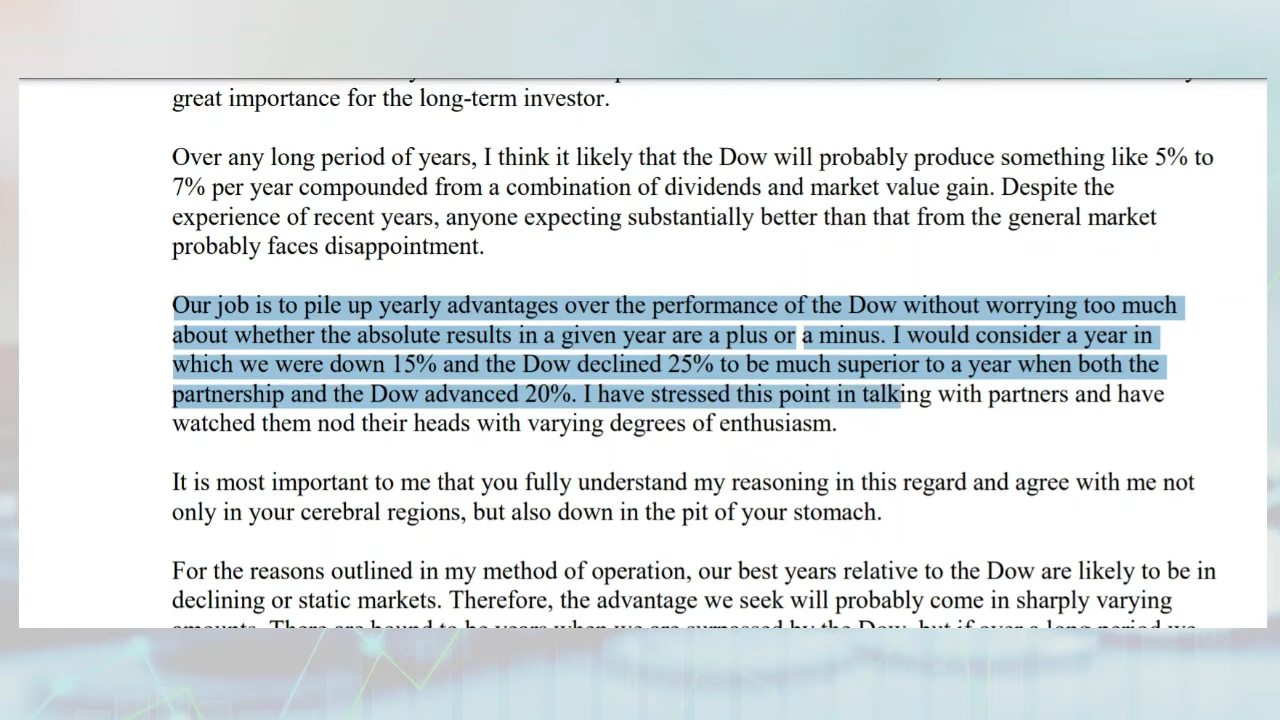 great importance for the long-term investor.
Over any long period of years, I think it likely that the Dow will probably produce something like 5% to
7% per year compounded from a combination of dividends and market value gain. Despite the
experience of recent years, anyone expecting substantially better than that from the general market
probably faces disappointment.
Our job is to pile up yearly advantages over the performance of the Dow without worrying too much
about whether the absolute results in a given year are a plus or a minus. I would consider a year in
which we were down 15% and the Dow declined 25% to be much superior to a year when both the
partnership and the Dow advanced 20%. I have stressed this point in talking with partners and have
watched them nod their heads with varying degrees of enthusiasm.
It is most important to me that you fully understand my reasoning in this regard and agree with me not
only in your cerebral regions, but also down in the pit of your stomach.
For the reasons outlined in my method of operation, our best years relative to the Dow are likely to be in
declining or static markets. Therefore, the advantage we seek will probably come in sharply varying